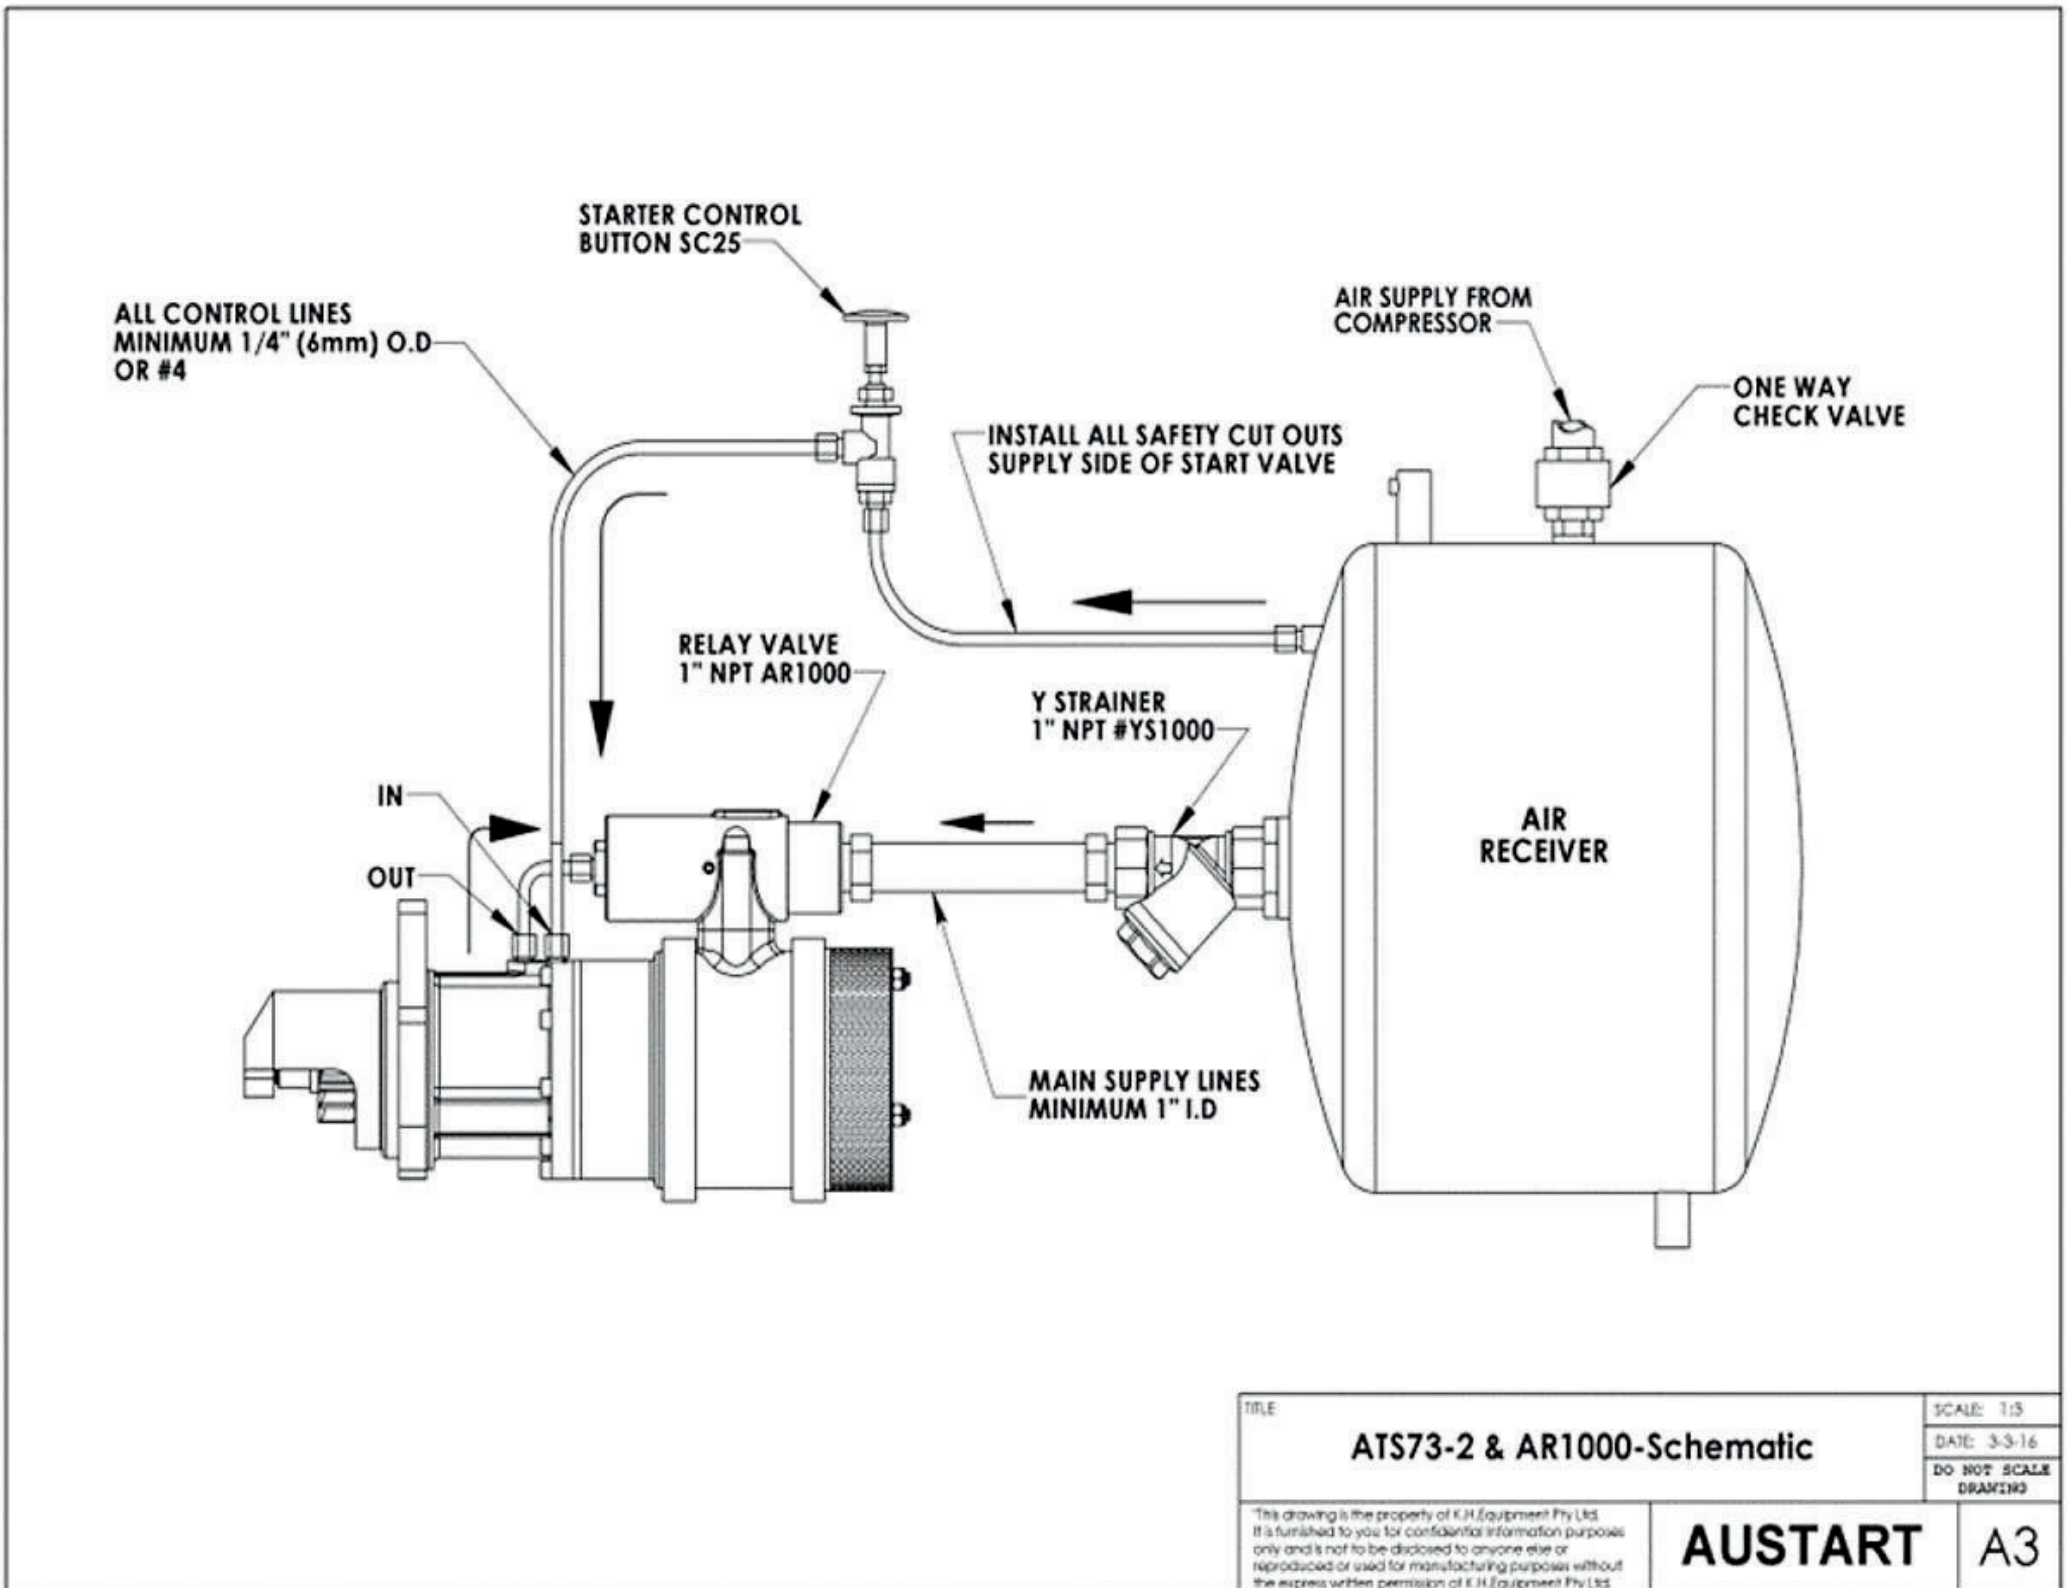 STARTER CONTROL
BUTTON SC25
ALL CONTROL LINES
MINIMUM 1/4" (6mm) O.D
OR #4
AIR SUPPLY FROM
COMPRESSOR
ONE WAY
CHECK VALVE
INSTALL ALL SAFETY CUT OUTS
SUPPLY SIDE OF START VALVE
RELAY VALVE
1" NPT AR1000
Y STRAINER
1" NPT #YS1000
IN
OUT
AIR
RECEIVER
MAIN SUPPLY LINES
MINIMUM 1" I.D
TITLE
ATS73-2 & AR1000-Schematic
SCALE: 1:3
DATE: 3-3-16
DO NOT SCALE
DRAWING
"This drawing is the property of K.H.Equipment Pty Ltd.
It is furnished to you for confidential information purposes
only and is not to be disclosed to anyone else or
reproduced or used for manufacturing purposes without
the express written permission of K.H.Equipment Pty Ltd.
AUSTART
A3